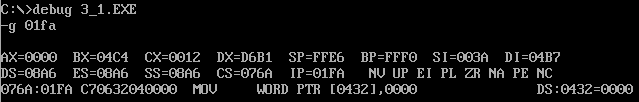 C:\>debug 3_1.EXE
-g 01fa
AX=0000  BX=04C4  CX=0012  DX=D6B1  SP=FFE6  BP=FFF0  SI=003A  DI=04B7
DS=08A6  ES=08A6  SS=08A6  CS=076A  IP=01FA   NV UP EI PL ZR NA PE NC
076A:01FA C70632040000  MOV     WORD PTR [0432],0000               DS:0432=0000